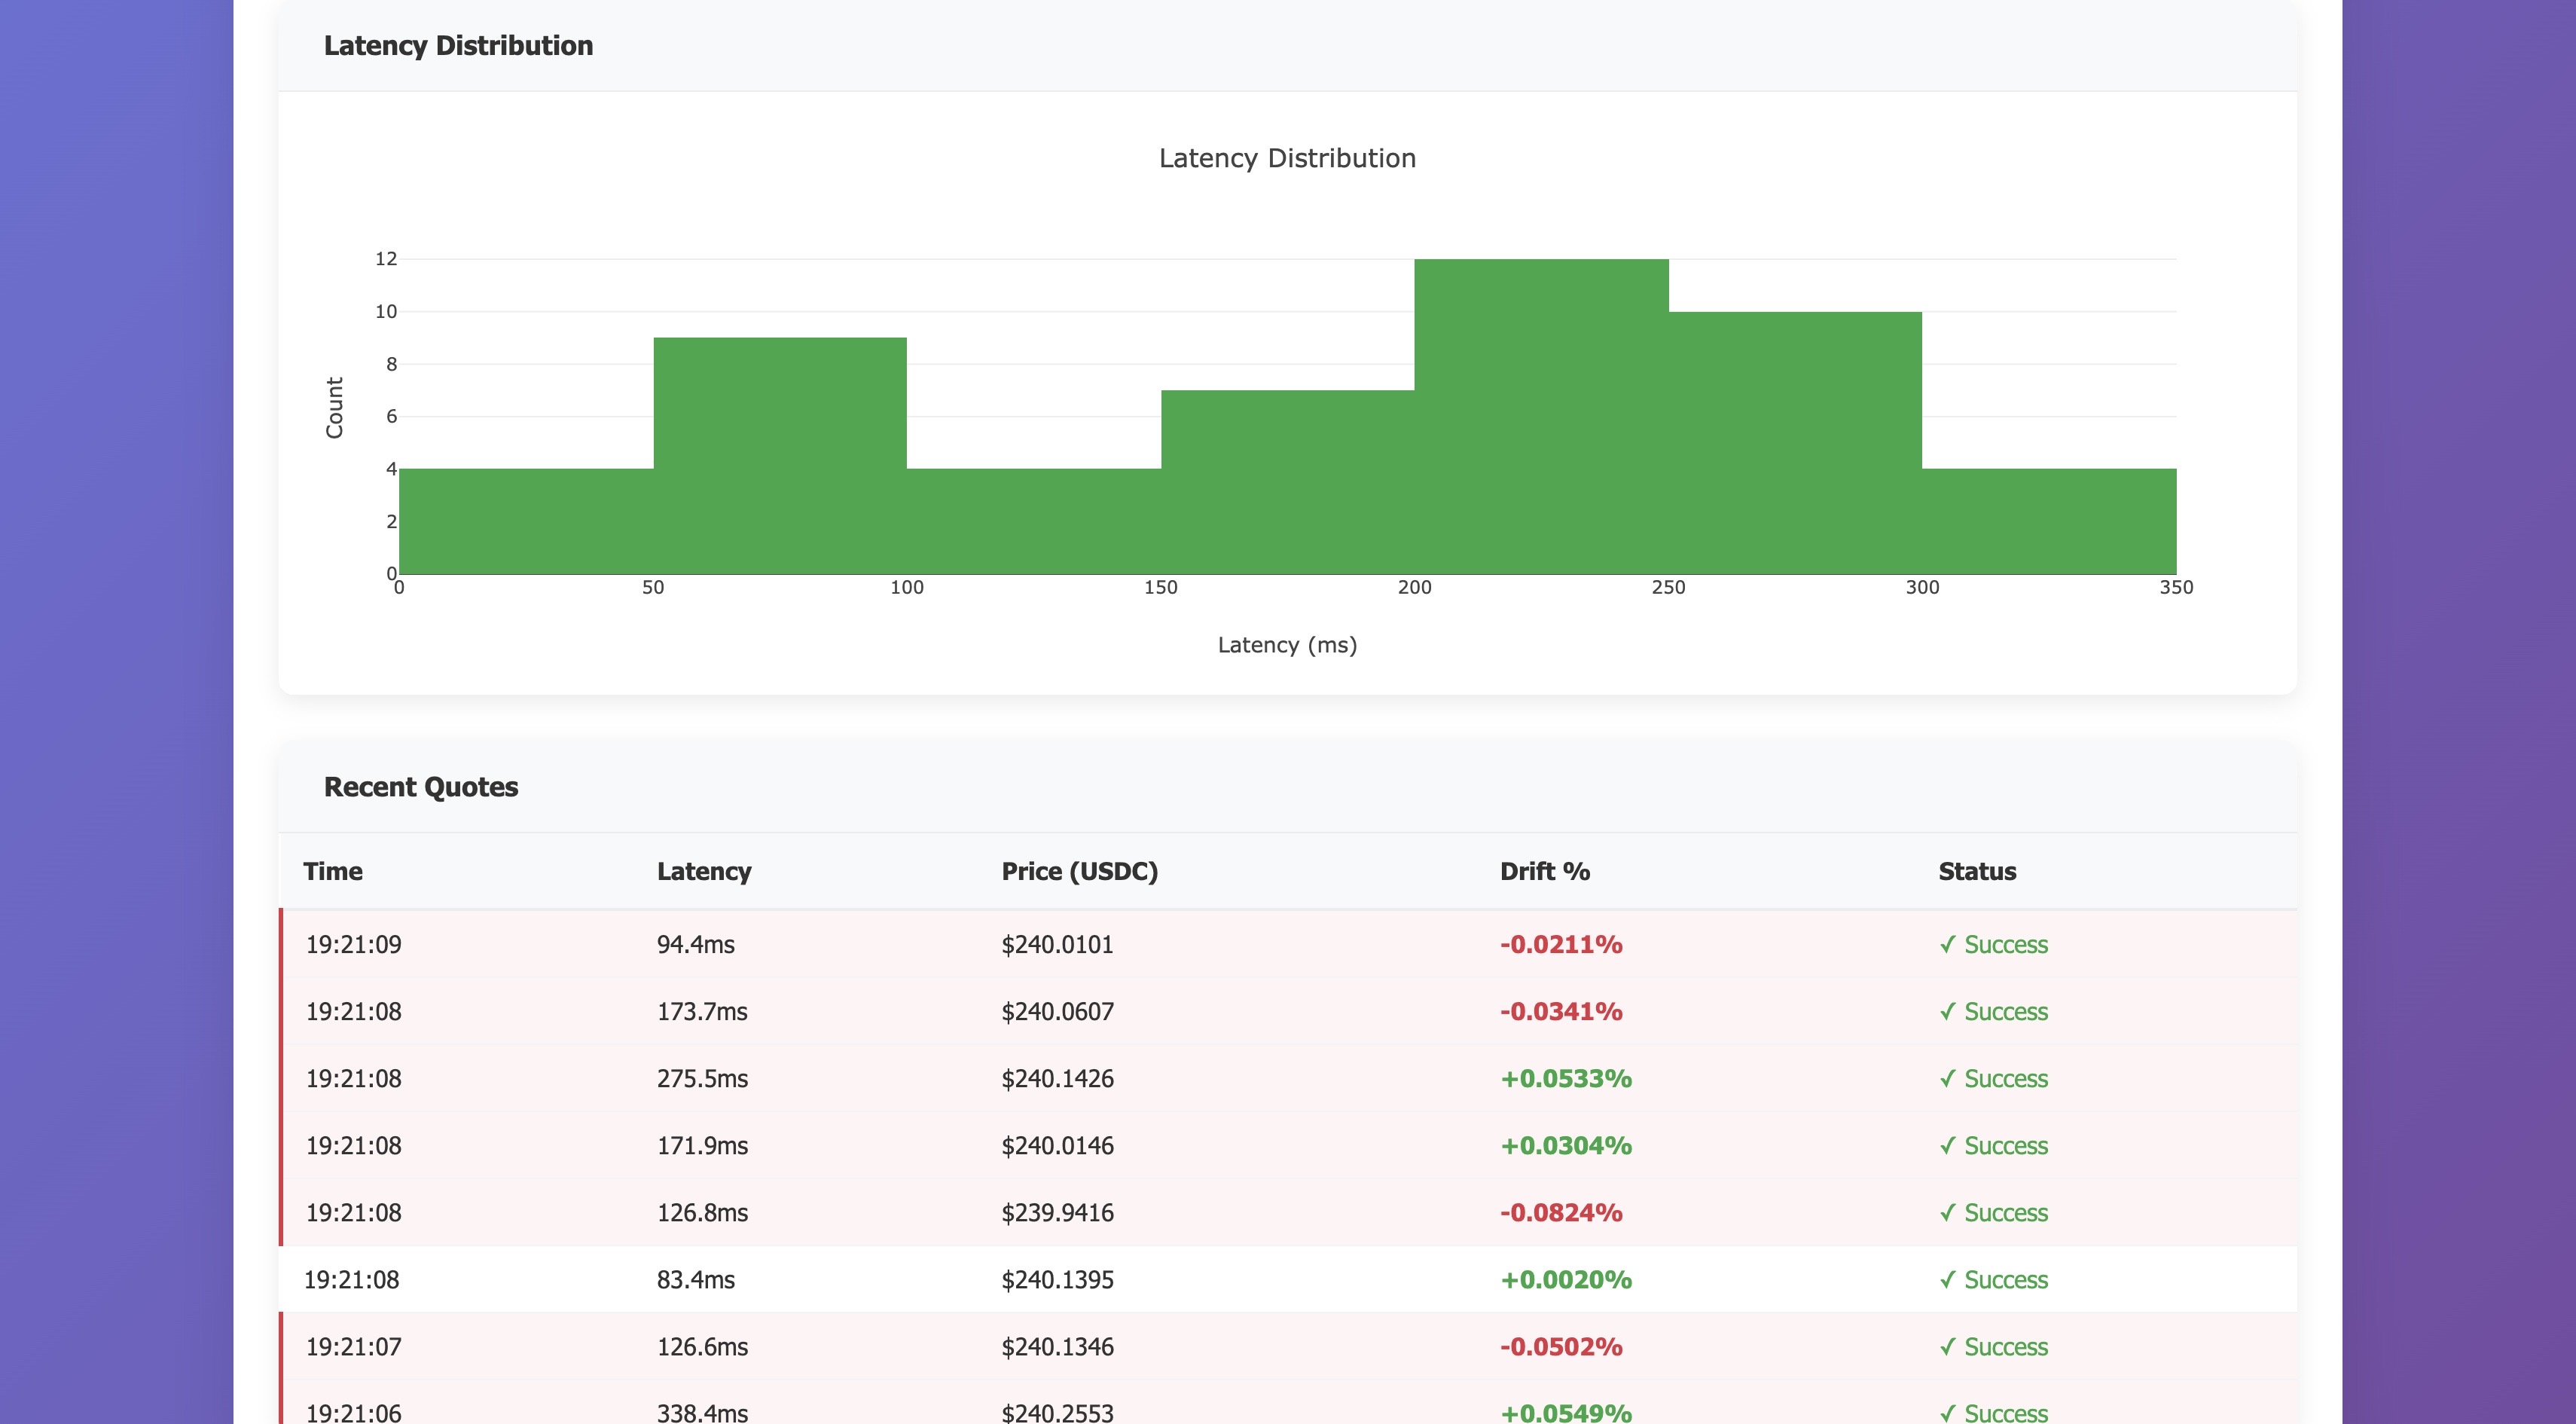 Latency Distribution
Latency Distribution
12
10
8
6
4
2
0
Count
0 50 100 150 200 250 300 350
Latency (ms)
Recent Quotes
Time Latency Price (USDC) Drift % Status
19:21:09 94.4ms $240.0101 -0.0211% ✓ Success
19:21:08 173.7ms $240.0607 -0.0341% ✓ Success
19:21:08 275.5ms $240.1426 +0.0533% ✓ Success
19:21:08 171.9ms $240.0146 +0.0304% ✓ Success
19:21:08 126.8ms $239.9416 -0.0824% ✓ Success
19:21:08 83.4ms $240.1395 +0.0020% ✓ Success
19:21:07 126.6ms $240.1346 -0.0502% ✓ Success
19:21:06 338.4ms $240.2553 +0.0549% ✓ Success